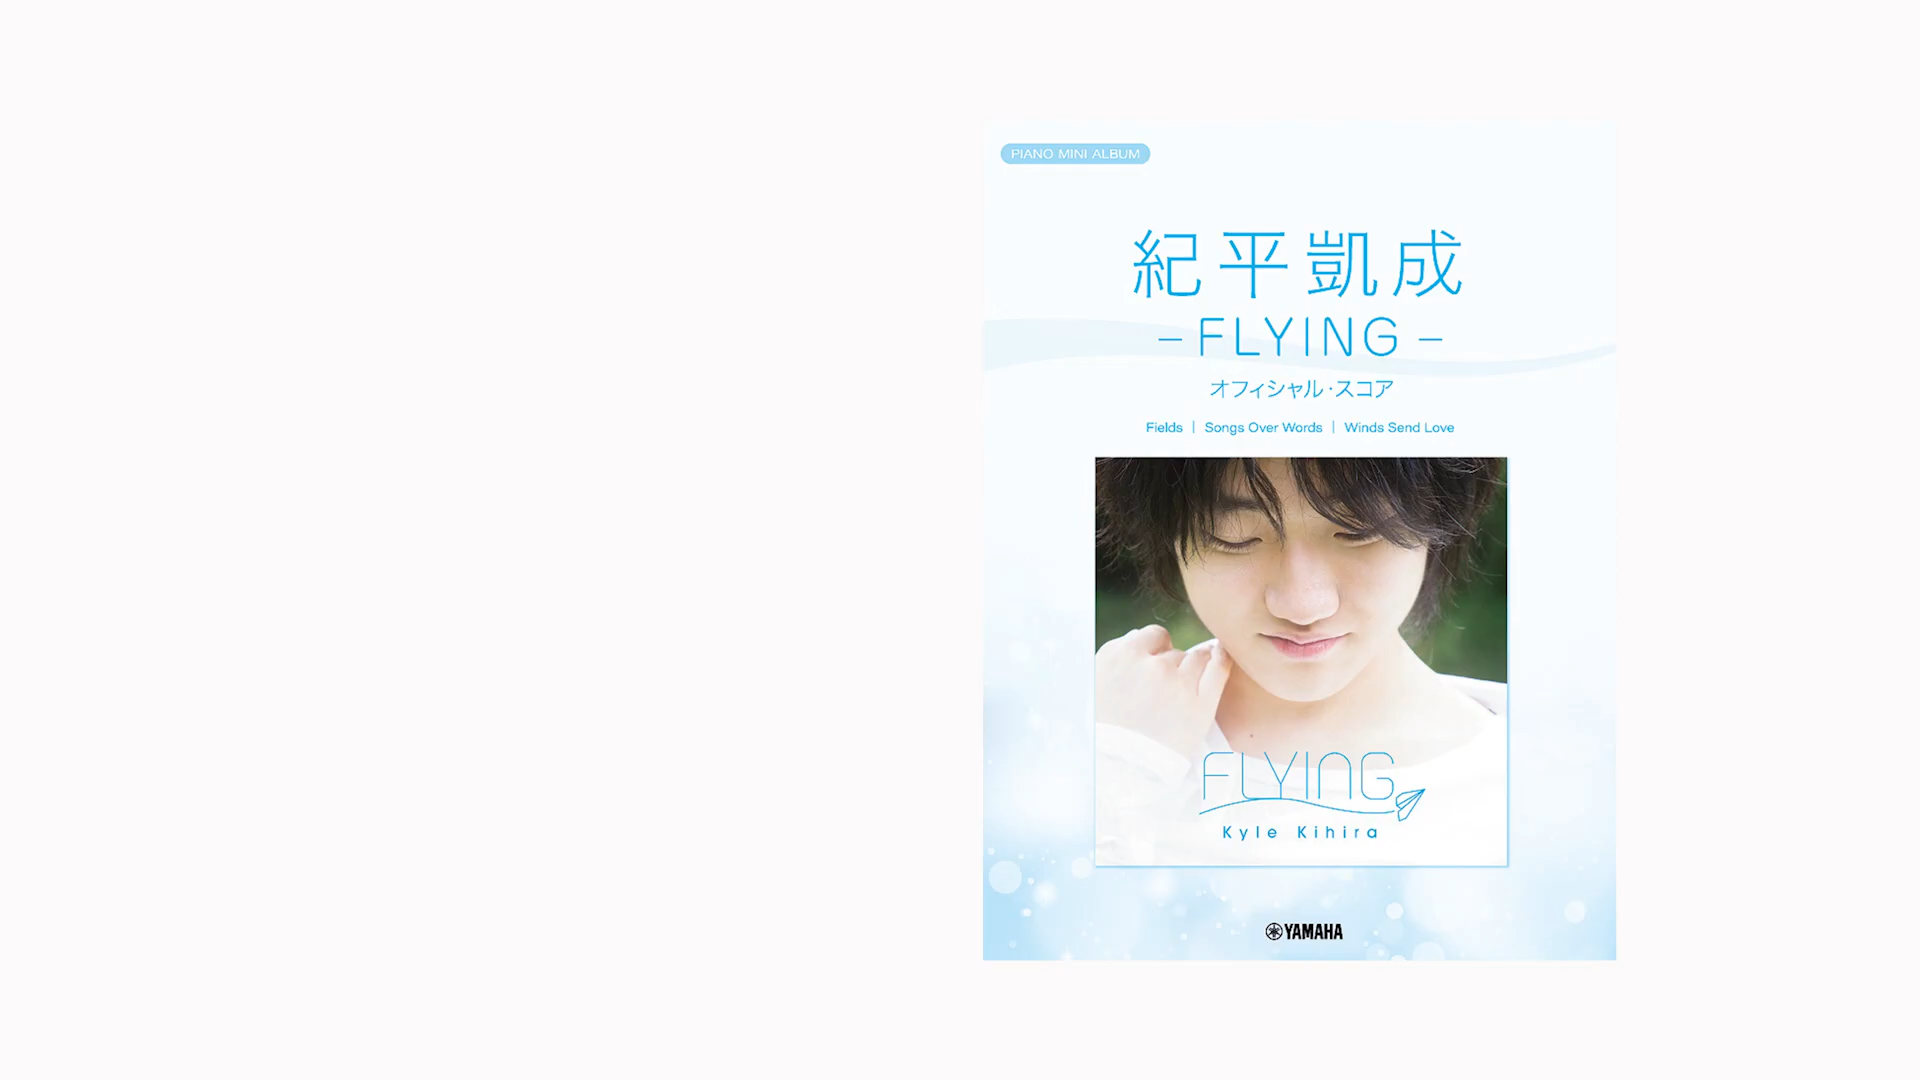 PIANO MINI ALBUM
紀平凱成
–FLYING–
オフィシャル・スコア
Fields | Songs Over Words | Winds Send Love
FLYING
Kyle Kihira
YAMAHA